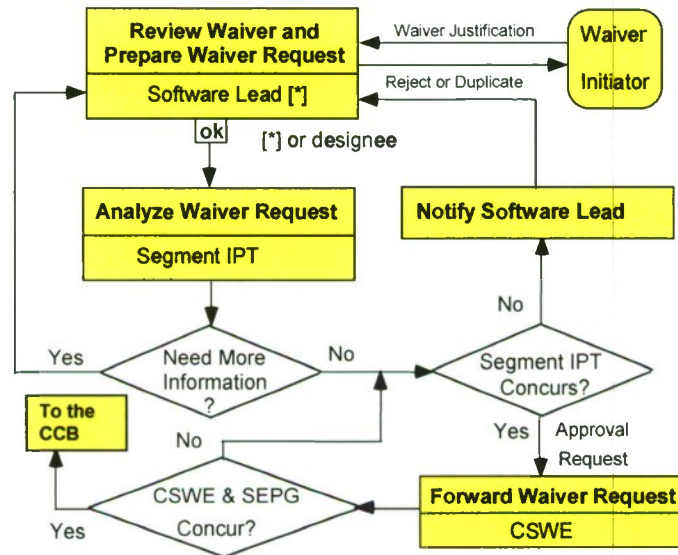 Review Waiver and
Prepare Waiver Request
Software Lead [*]
ok
[*] or designee
Waiver Justification
Waiver
Initiator
Reject or Duplicate
Analyze Waiver Request
Segment IPT
Notify Software Lead
No
Yes
Need More
Information
?
No
Segment IPT
Concurs?
To the
CCB
No
Yes
Approval
Request
CSWE & SEPG
Concur?
Yes
Forward Waiver Request
CSWE